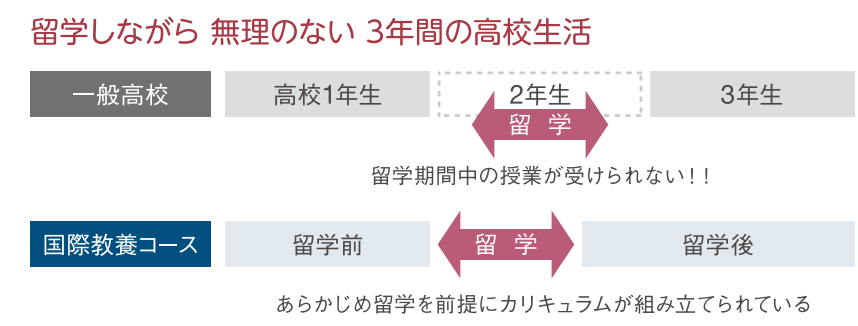 留学しながら 無理のない 3年間の高校生活
一般高校 高校1年生 2年生 3年生
留 学
留学期間中の授業が受けられない！！
国際教養コース 留学前 留 学 留学後
あらかじめ留学を前提にカリキュラムが組み立てられている